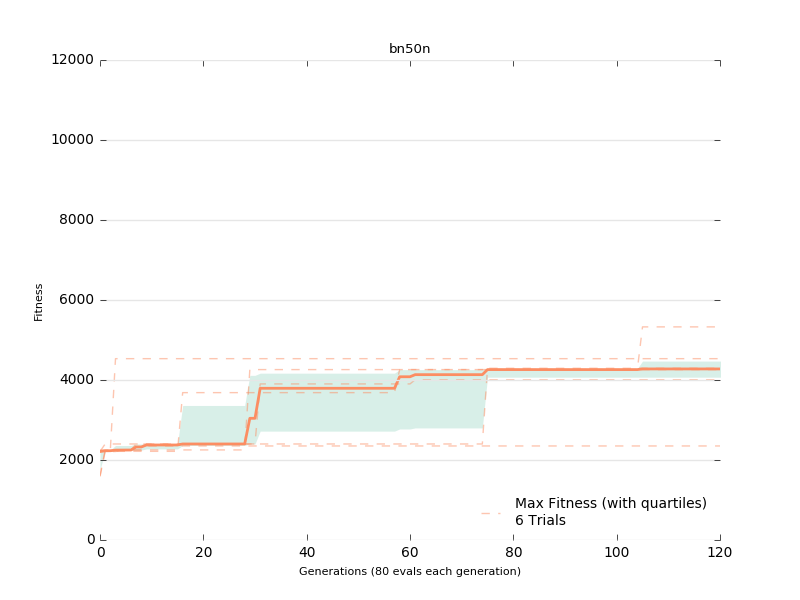 bn50n
12000
10000
8000
6000
4000
2000
0
Fitness
Max Fitness (with quartiles)
6 Trials
0 20 40 60 80 100 120
Generations (80 evals each generation)